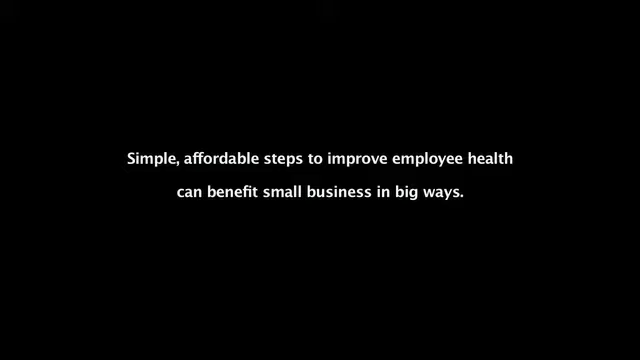 Simple, affordable steps to improve employee health
can benefit small business in big ways.